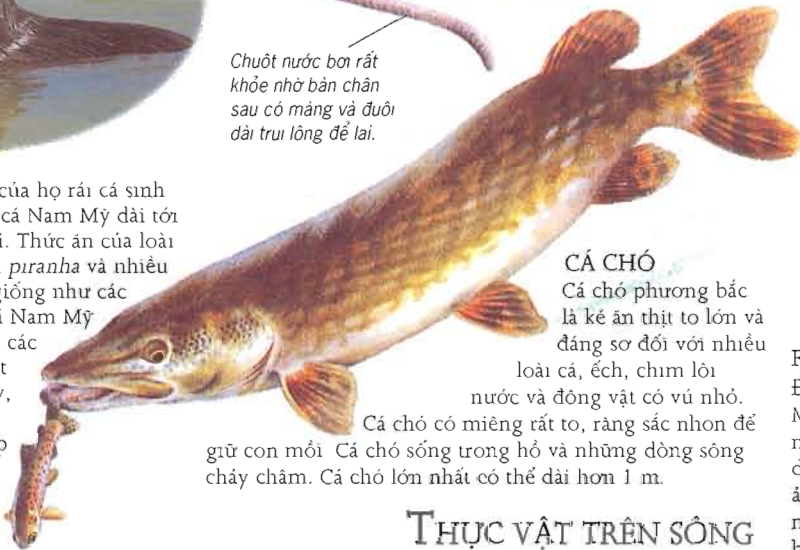 Chuột nước bơi rất
khỏe nhờ bàn chân
sau có màng và đuôi
dài trụi lông để lai.
của họ rái cá sinh
cá Nam Mỹ dài tới
i. Thức ăn của loài
piranha và nhiều
giống như các
Nam Mỹ
các
CÁ CHÓ
Cá chó phương bắc
là kẻ ăn thịt to lớn và
đáng sợ đối với nhiều
loài cá, ếch, chim lội
nước và động vật có vú nhỏ.
Cá chó có miệng rất to, răng sắc nhọn để
giữ con mồi Cá chó sống trong hồ và những dòng sông
chảy chậm. Cá chó lớn nhất có thể dài hơn 1 m.
THỰC VẬT TRÊN SÔNG